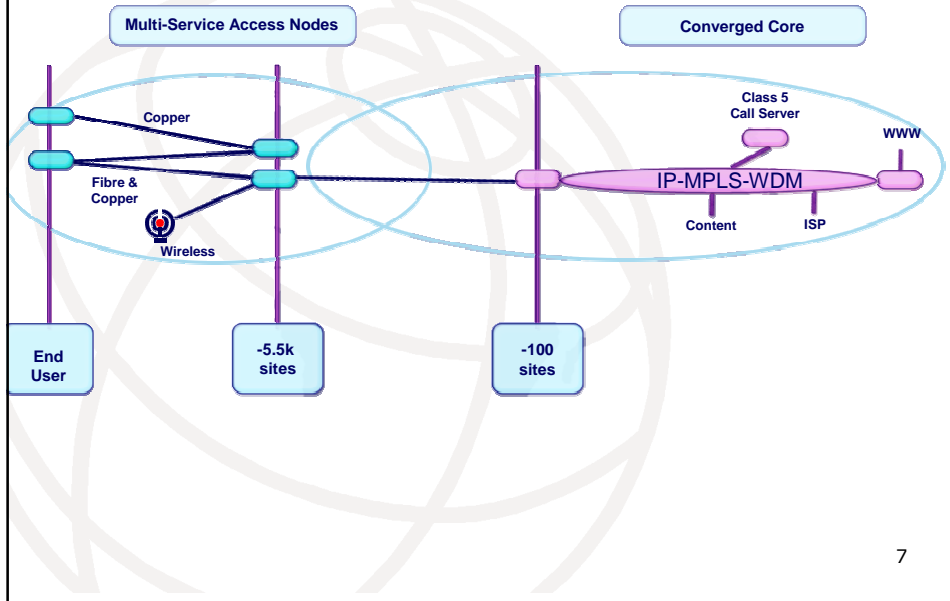 Multi-Service Access Nodes
Converged Core
Copper
Fibre &
Copper
Wireless
Class 5
Call Server
WWW
IP-MPLS-WDM
Content
ISP
End
User
-5.5k
sites
-100
sites
7